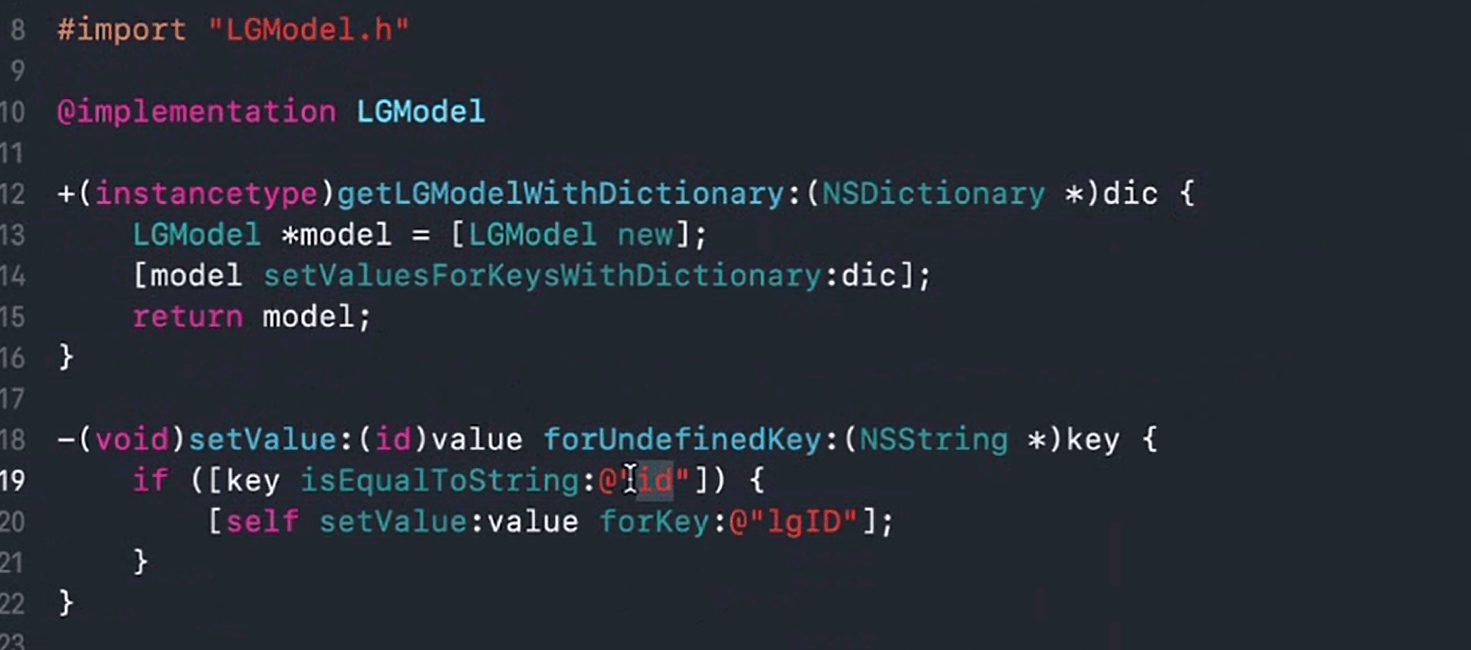 8 #import "LGModel.h"
9
10 @implementation LGModel
11
12 +(instancetype)getLGModelWithDictionary:(NSDictionary *)dic {
13     LGModel *model = [LGModel new];
14     [model setValuesForKeysWithDictionary:dic];
15     return model;
16 }
17
18 -(void)setValue:(id)value forUndefinedKey:(NSString *)key {
19     if ([key isEqualToString:@"id"]) {
20         [self setValue:value forKey:@"lgID"];
21     }
22 }
23